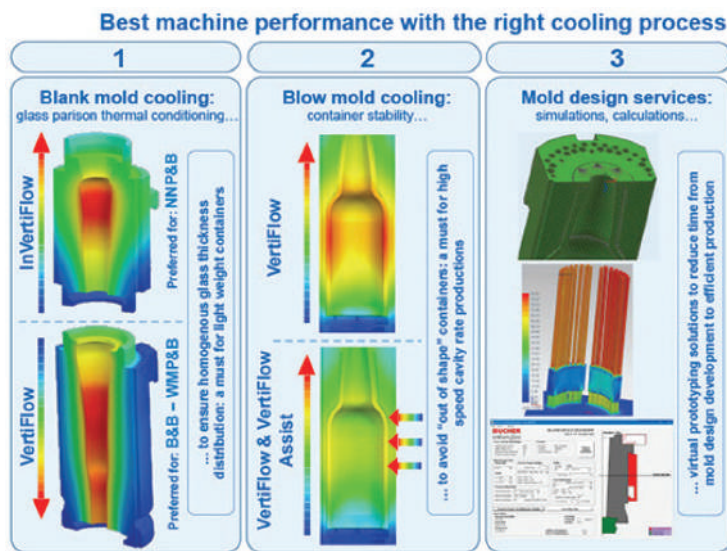 Best machine performance with the right cooling process
1
2
3
Blank mold cooling:
glass parison thermal conditioning...
InVertiFlow
Preferred for: NNP&B
VertiFlow
Preferred for: B&B – WMP&B
... to ensure homogenous glass thickness
distribution: a must for light weight containers
Blow mold cooling:
container stability...
VertiFlow
VertiFlow & VertiFlow
Assist
... to avoid "out of shape" containers: a must for high
speed cavity rate productions
Mold design services:
simulations, calculations...
BUCHER
... virtual prototyping solutions to reduce time from
mold design development to efficient production